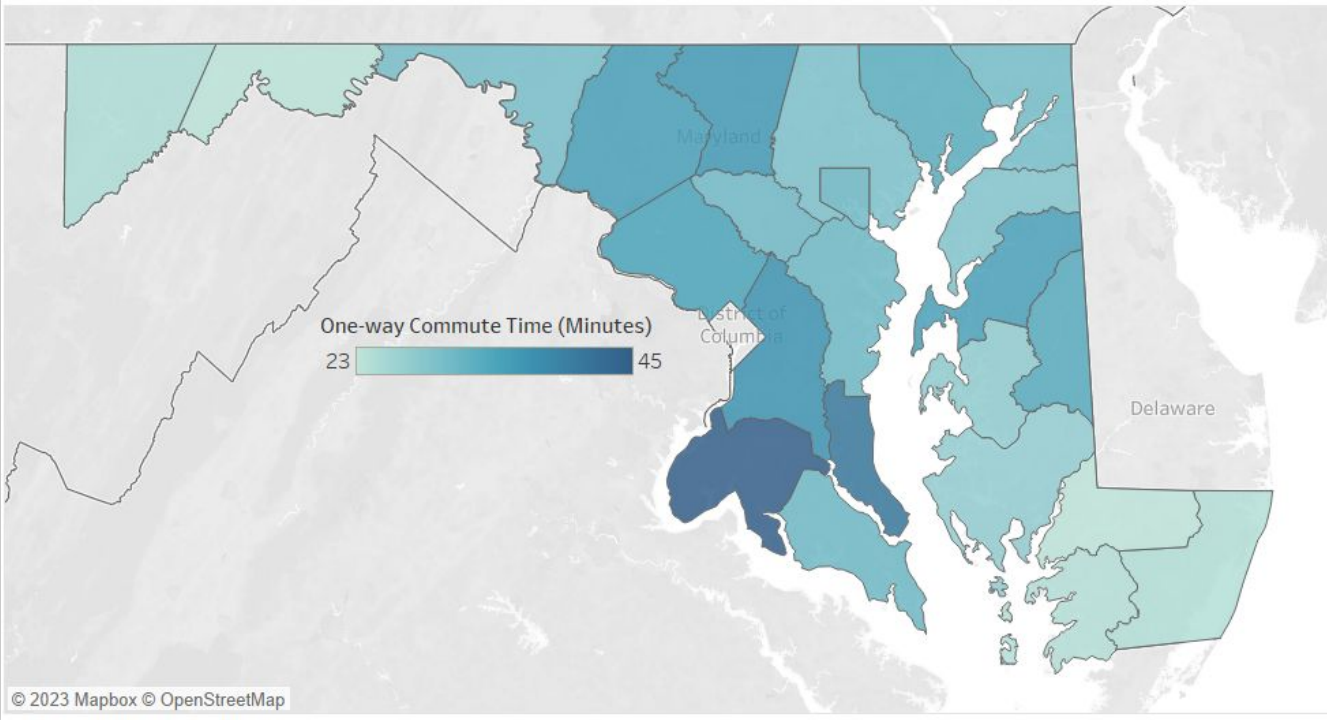 Maryland
District of
Columbia
One-way Commute Time (Minutes)
23 45
Delaware
© 2023 Mapbox © OpenStreetMap